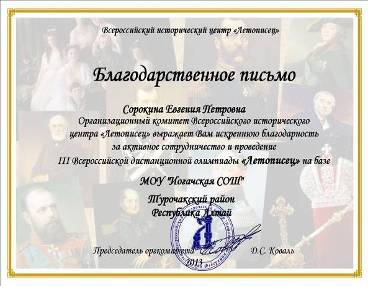 Всероссийский исторический центр «Летописец»
Благодарственное письмо
Сорокина Евгения Петровна
Организационный комитет Всероссийского исторического
центра «Летописец» выражает Вам искреннюю благодарность
за активное сотрудничество и проведение
III Всероссийской дистанционной олимпиады «Летописец» на базе
МОУ "Иогачская СОШ"
Турочакский район
Республика Алтай
Председатель оргкомитета Д.С. Коваль
2013